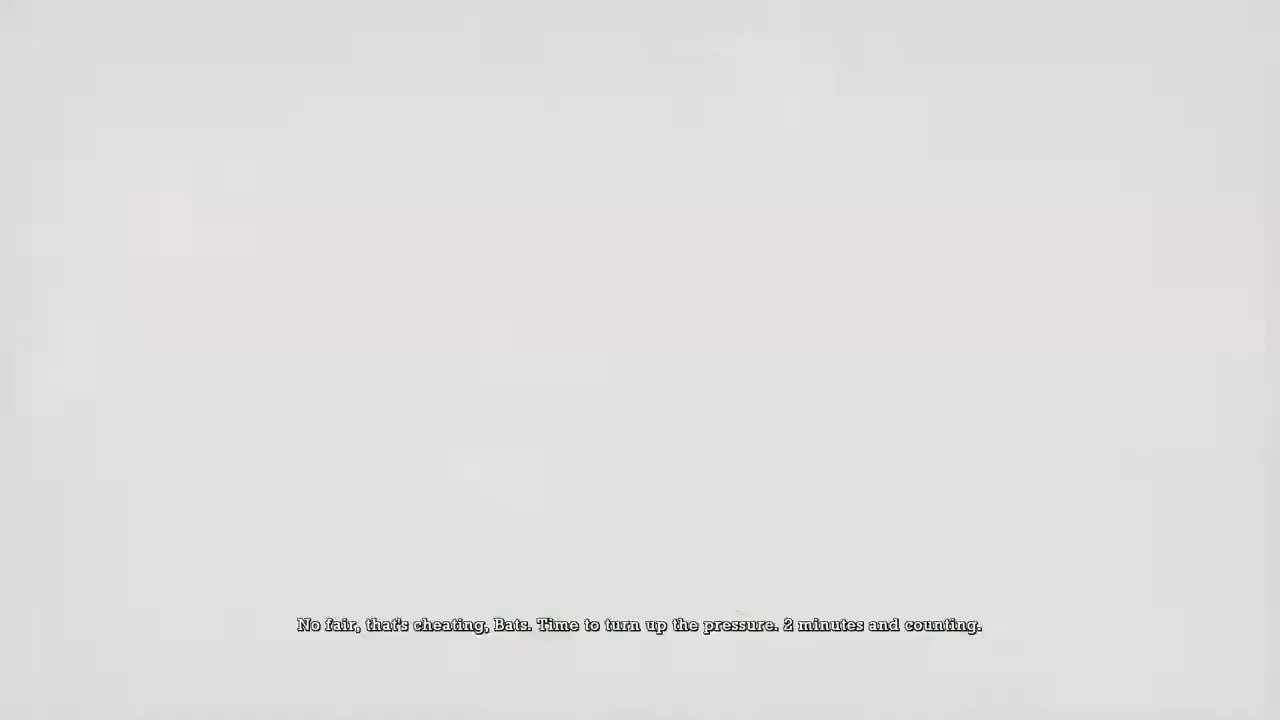 No fair, that's cheating, Bats. Time to turn up the pressure. 2 minutes and counting.